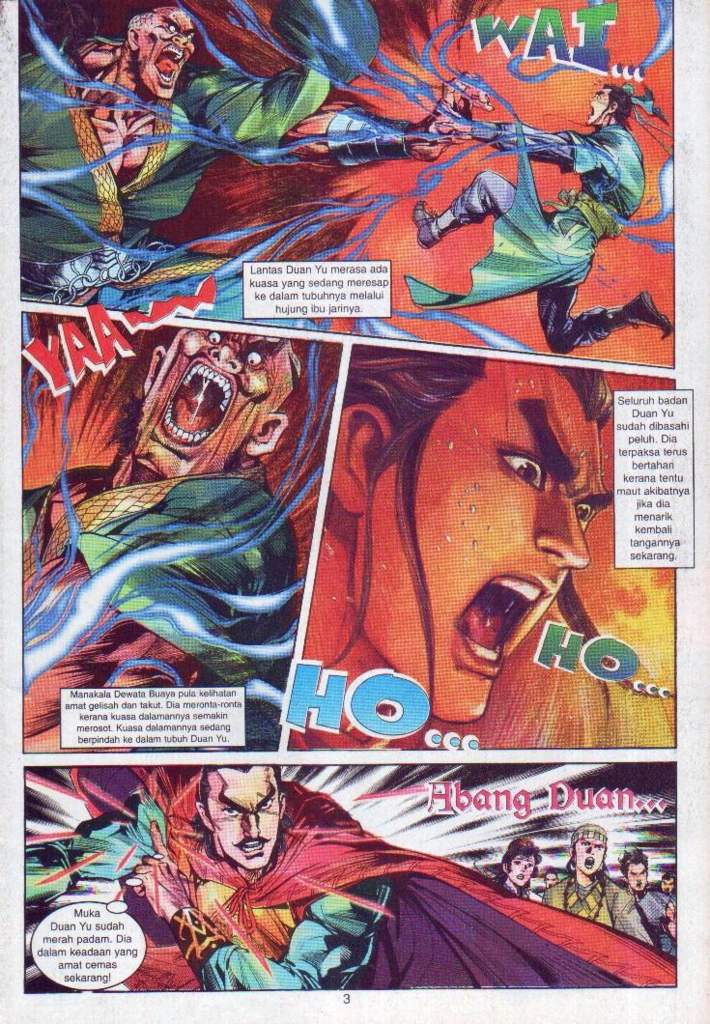 WAI...
Lantas Duan Yu merasa ada
kuasa yang sedang meresap
ke dalam tubuhnya melalui
hujung ibu jarinya.
YAA
Seluruh badan
Duan Yu
sudah dibasahi
peluh. Dia
terpaksa terus
bertahan
kerana tentu
maut akibatnya
jika dia
menarik
kembali
tangannya
sekarang.
Manakala Dewata Buaya pula kelihatan
amat gelisah dan takut. Dia meronta-ronta
kerana kuasa dalamannya semakin
merosot. Kuasa dalamannya sedang
berpindah ke dalam tubuh Duan Yu.
HO...
HO...
Abang Duan...
Muka
Duan Yu sudah
merah padam. Dia
dalam keadaan yang
amat cemas
sekarang!
3